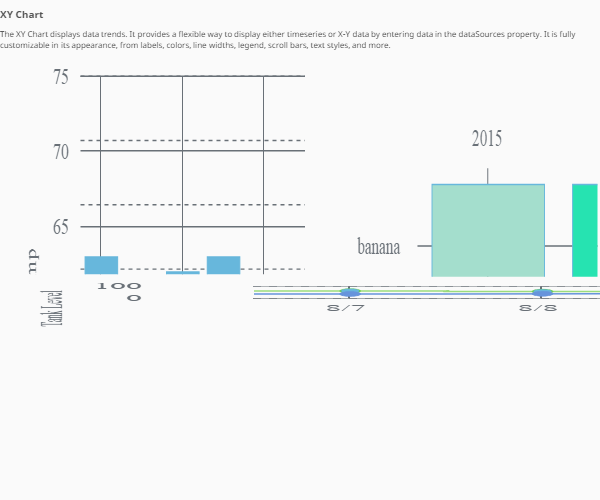 XY Chart
The XY Chart displays data trends. It provides a flexible way to display either timeseries or X-Y data by entering data in the dataSources property. It is fully
customizable in its appearance, from labels, colors, line widths, legend, scroll bars, text styles, and more.
75
2015
70
65
banana
100
0
Tank Level
8/7
8/8